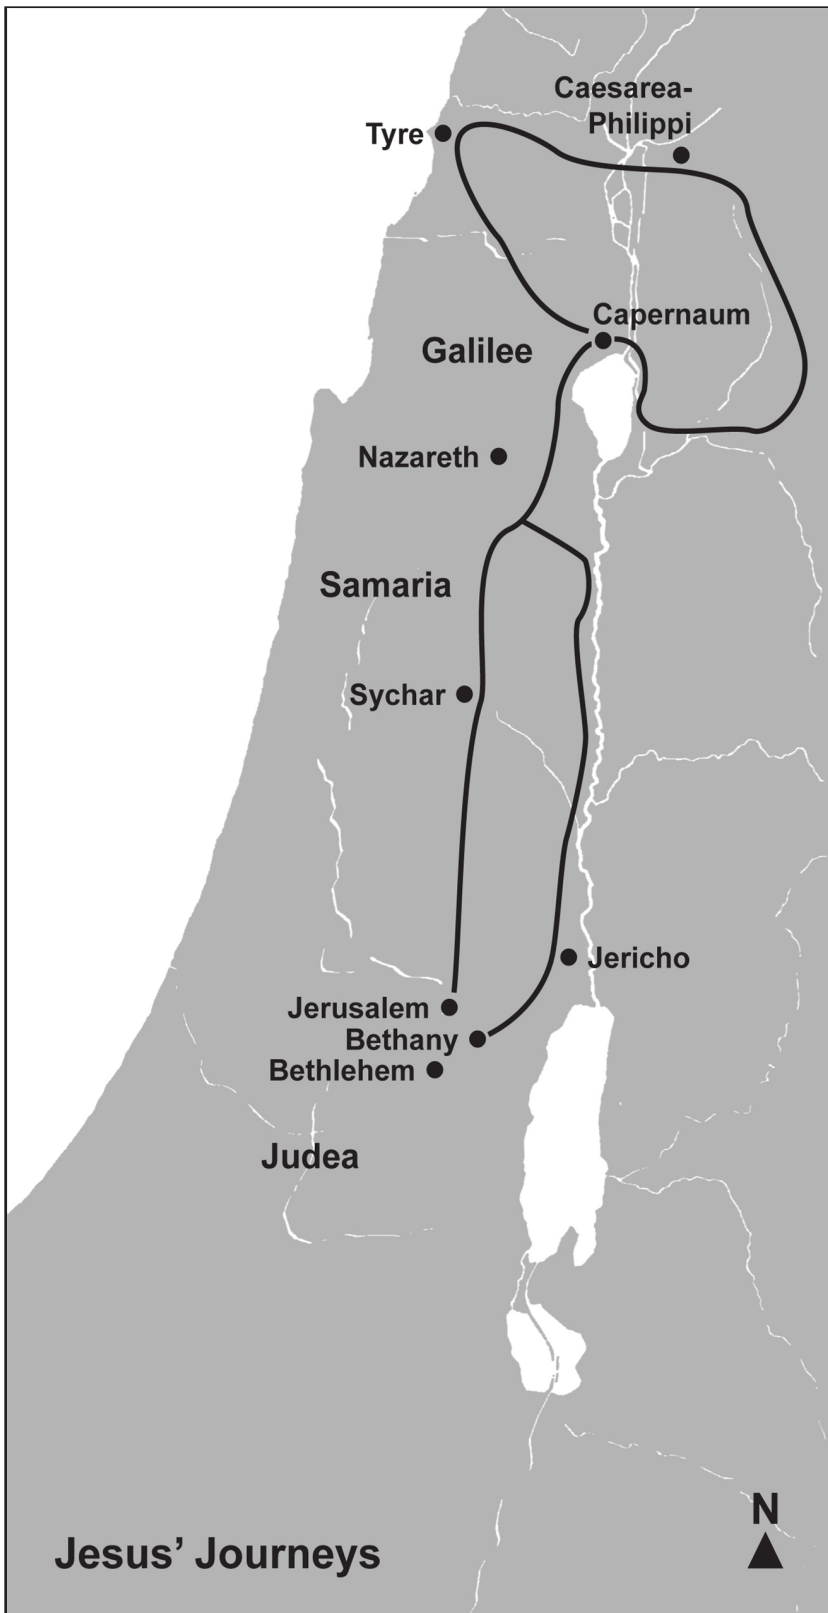 Caesarea-
Philippi
Tyre
Capernaum
Galilee
Nazareth
Samaria
Sychar
Jericho
Jerusalem
Bethany
Bethlehem
Judea
N
Jesus’ Journeys